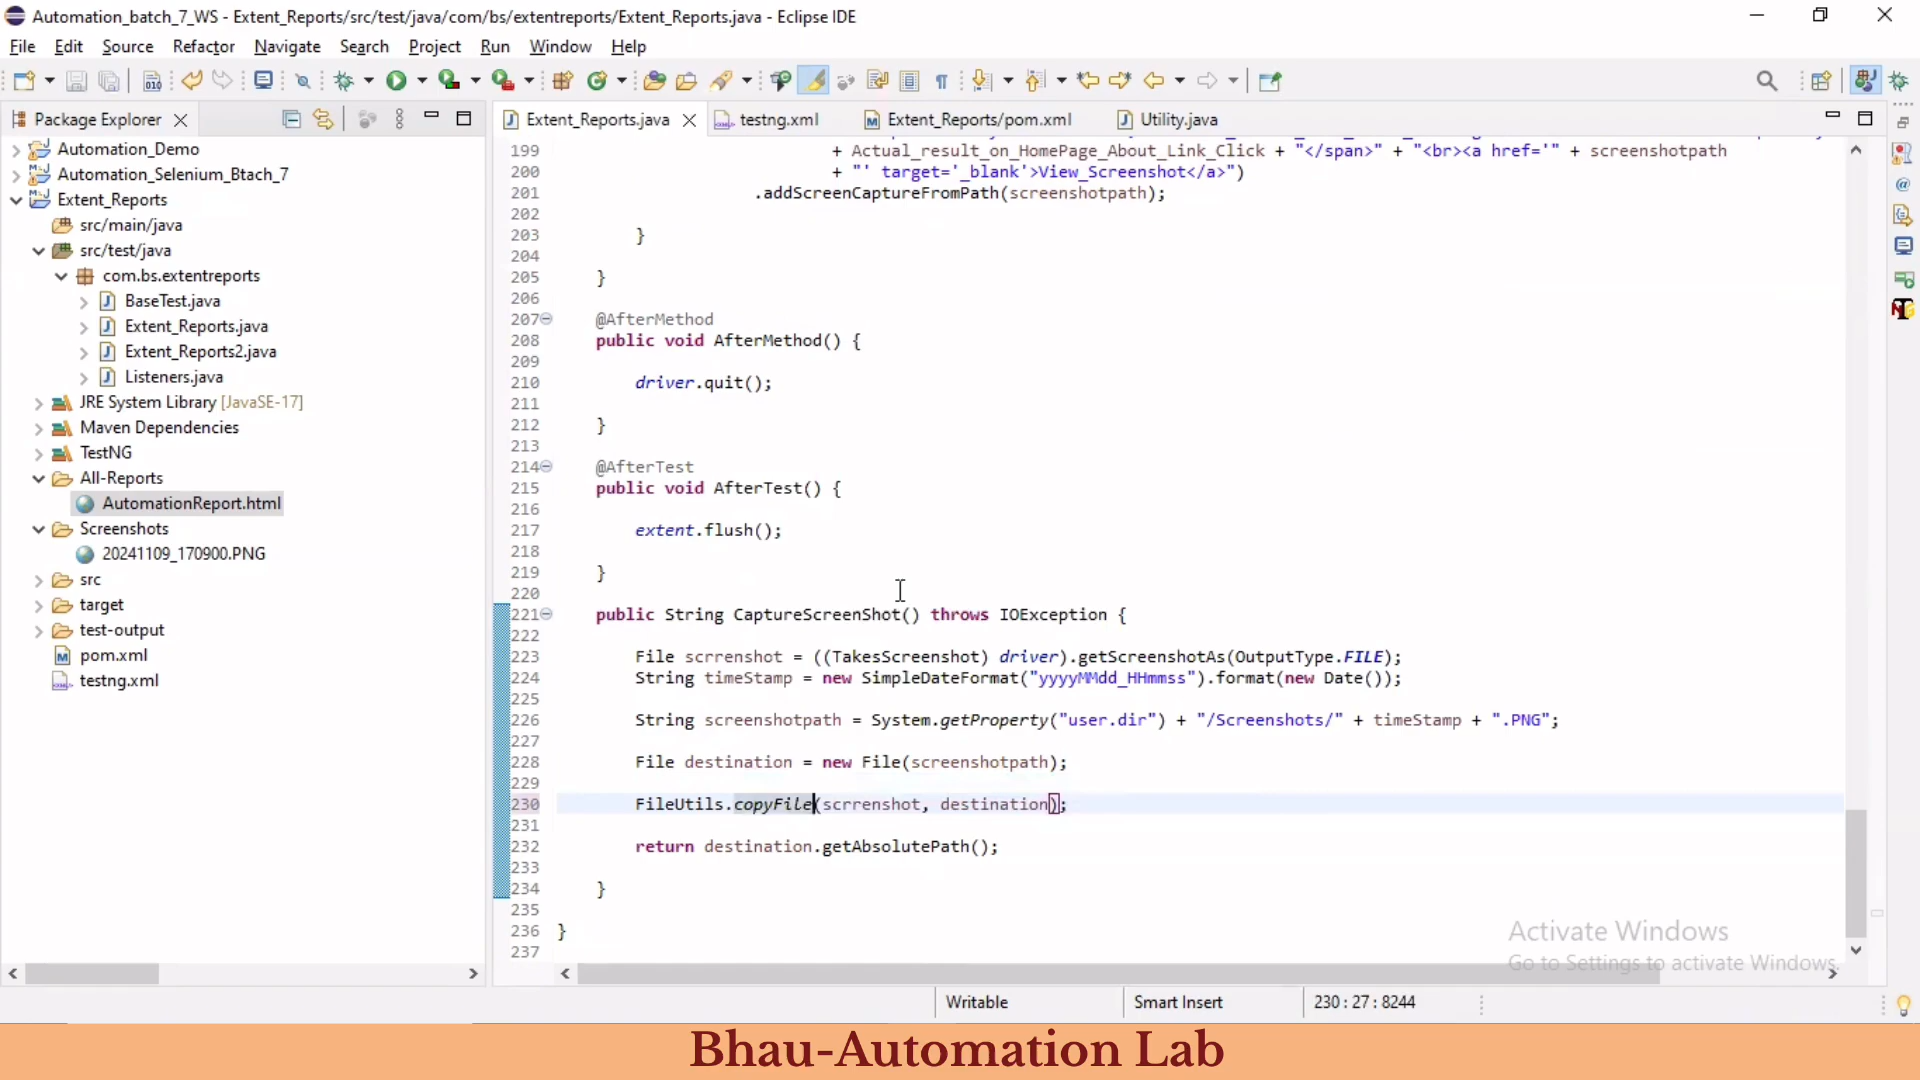 Automation_batch_7_WS - Extent_Reports/src/test/java/com/bs/extentreports/Extent_Reports.java - Eclipse IDE
File Edit Source Refactor Navigate Search Project Run Window Help
Package Explorer
Extent_Reports.java testng.xml Extent_Reports/pom.xml Utility.java
Automation_Demo
Automation_Selenium_Btach_7
Extent_Reports
src/main/java
src/test/java
com.bs.extentreports
BaseTest.java
Extent_Reports.java
Extent_Reports2.java
Listeners.java
JRE System Library [JavaSE-17]
Maven Dependencies
TestNG
All-Reports
AutomationReport.html
Screenshots
20241109_170900.PNG
src
target
test-output
pom.xml
testng.xml
199 + Actual_result_on_HomePage_About_Link_Click + "</span>" + "<br><a href='" + screenshotpath
200 + "' target='_blank'>View_Screenshot</a>")
201 .addScreenCaptureFromPath(screenshotpath);
202
203 }
204
205 }
206
207 @AfterMethod
208 public void AfterMethod() {
209
210 driver.quit();
211
212 }
213
214 @AfterTest
215 public void AfterTest() {
216
217 extent.flush();
218
219 }
220
221 public String CaptureScreenShot() throws IOException {
222
223 File scrrenshot = ((TakesScreenshot) driver).getScreenshotAs(OutputType.FILE);
224 String timeStamp = new SimpleDateFormat("yyyyMMdd_HHmmss").format(new Date());
225
226 String screenshotpath = System.getProperty("user.dir") + "/Screenshots/" + timeStamp + ".PNG";
227
228 File destination = new File(screenshotpath);
229
230 FileUtils.copyFile(scrrenshot, destination);
231
232 return destination.getAbsolutePath();
233
234 }
235
236 }
237
Activate Windows
Go to Settings to activate Windows.
Writable Smart Insert 230 : 27 : 8244
Bhau-Automation Lab